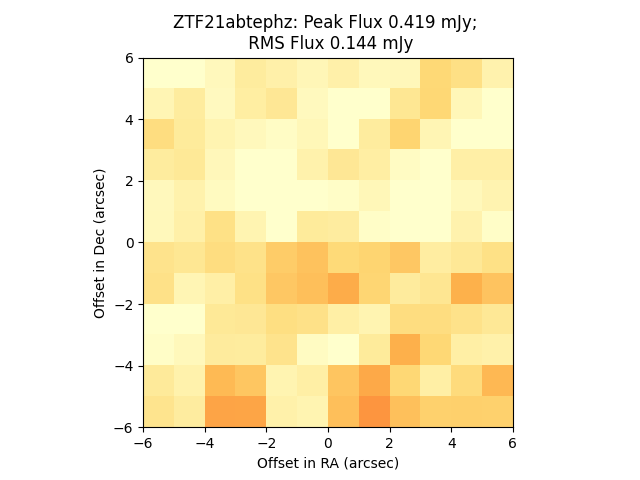 ZTF21abtephz: Peak Flux 0.419 mJy;
RMS Flux 0.144 mJy
6
4
2
0
−2
−4
−6
Offset in Dec (arcsec)
−6 −4 −2 0 2 4 6
Offset in RA (arcsec)